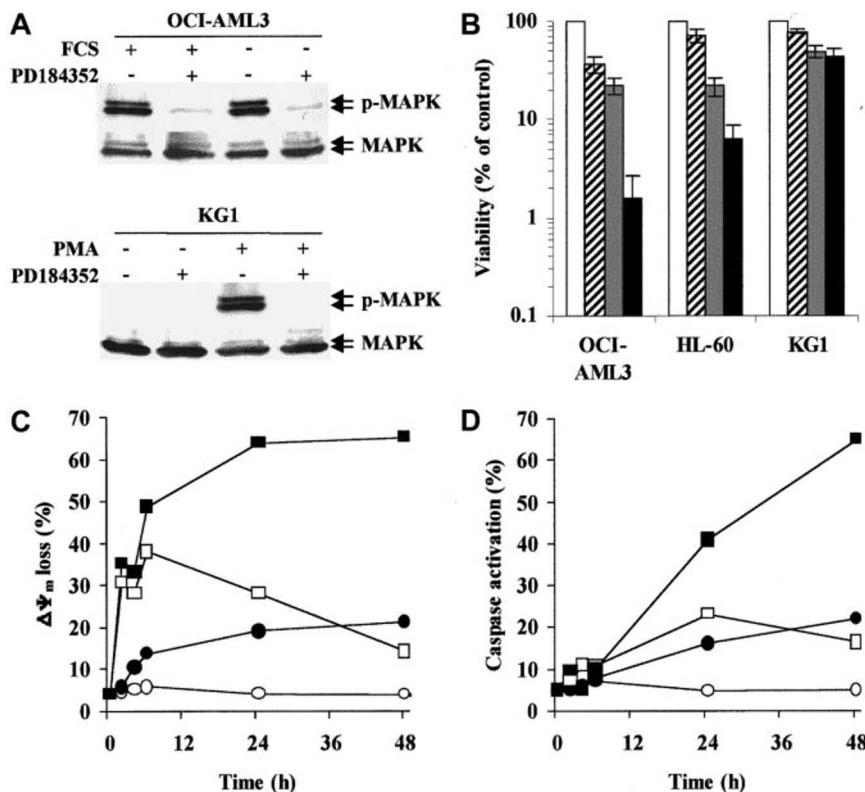 A
OCI-AML3
FCS + + - -
PD184352 - + - +
p-MAPK
MAPK
KG1
PMA - - + +
PD184352 - + - +
p-MAPK
MAPK
B
Viability (% of control)
100
10
1
0.1
OCI-
AML3
HL-60
KG1
C
ΔΨm loss (%)
70
60
50
40
30
20
10
0
0 12 24 36 48
Time (h)
D
Caspase activation (%)
70
60
50
40
30
20
10
0
0 12 24 36 48
Time (h)